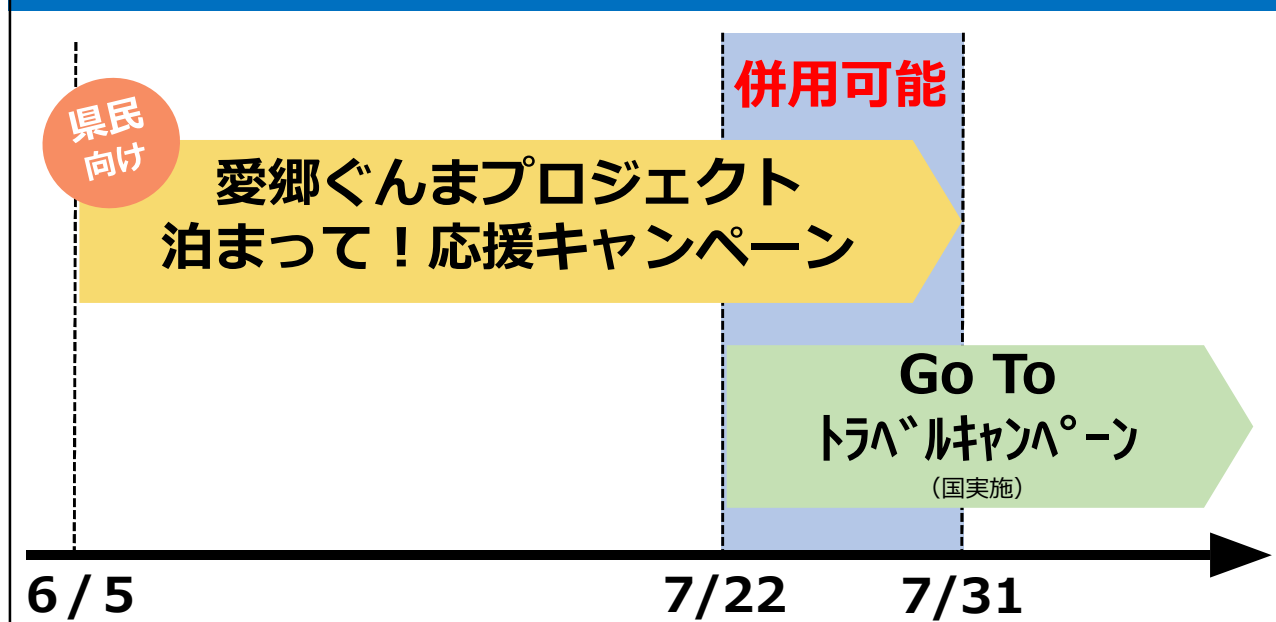 併用可能
県民
向け
愛郷ぐんまプロジェクト
泊まって！応援キャンペーン
Go To
ﾄﾗﾍﾞﾙｷｬﾝﾍﾟｰﾝ
（国実施）
6/5
7/22
7/31